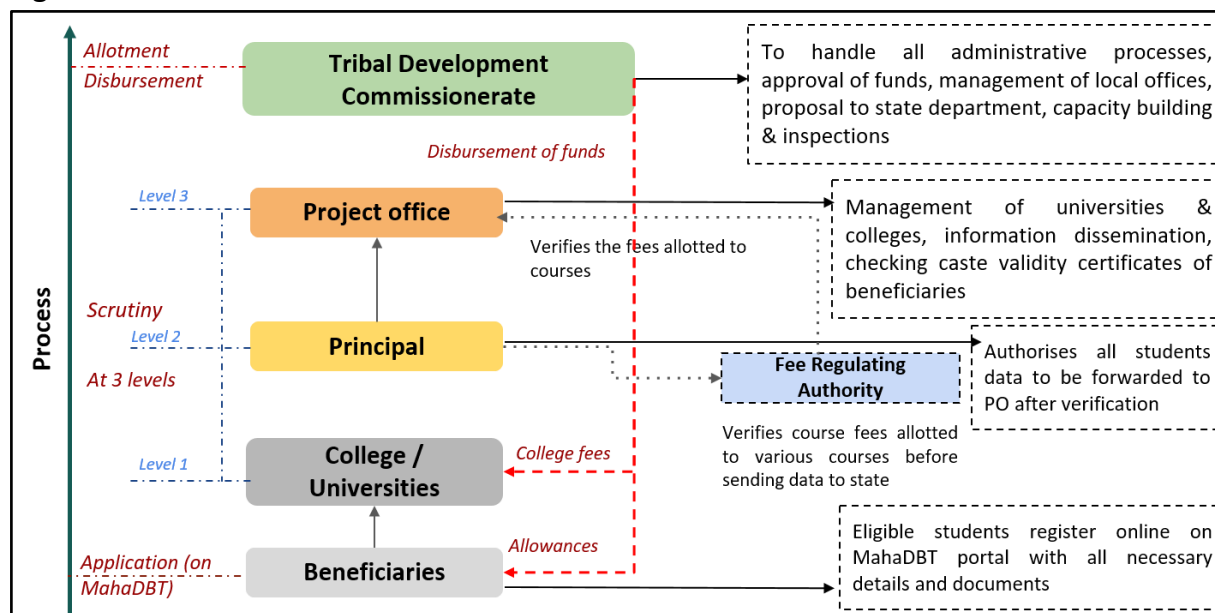 Allotment
Disbursement
Tribal Development
Commissionerate
To handle all administrative processes,
approval of funds, management of local offices,
proposal to state department, capacity building
& inspections
Disbursement of funds
Level 3
Project office
Verifies the fees allotted to
courses
Management of universities &
colleges, information dissemination,
checking caste validity certificates of
beneficiaries
Process
Scrutiny
Level 2
At 3 levels
Principal
Fee Regulating
Authority
Authorises all students
data to be forwarded to
PO after verification
Verifies course fees allotted
to various courses before
sending data to state
Level 1
College /
Universities
College fees
Application (on
MahaDBT)
Beneficiaries
Allowances
Eligible students register online on
MahaDBT portal with all necessary
details and documents